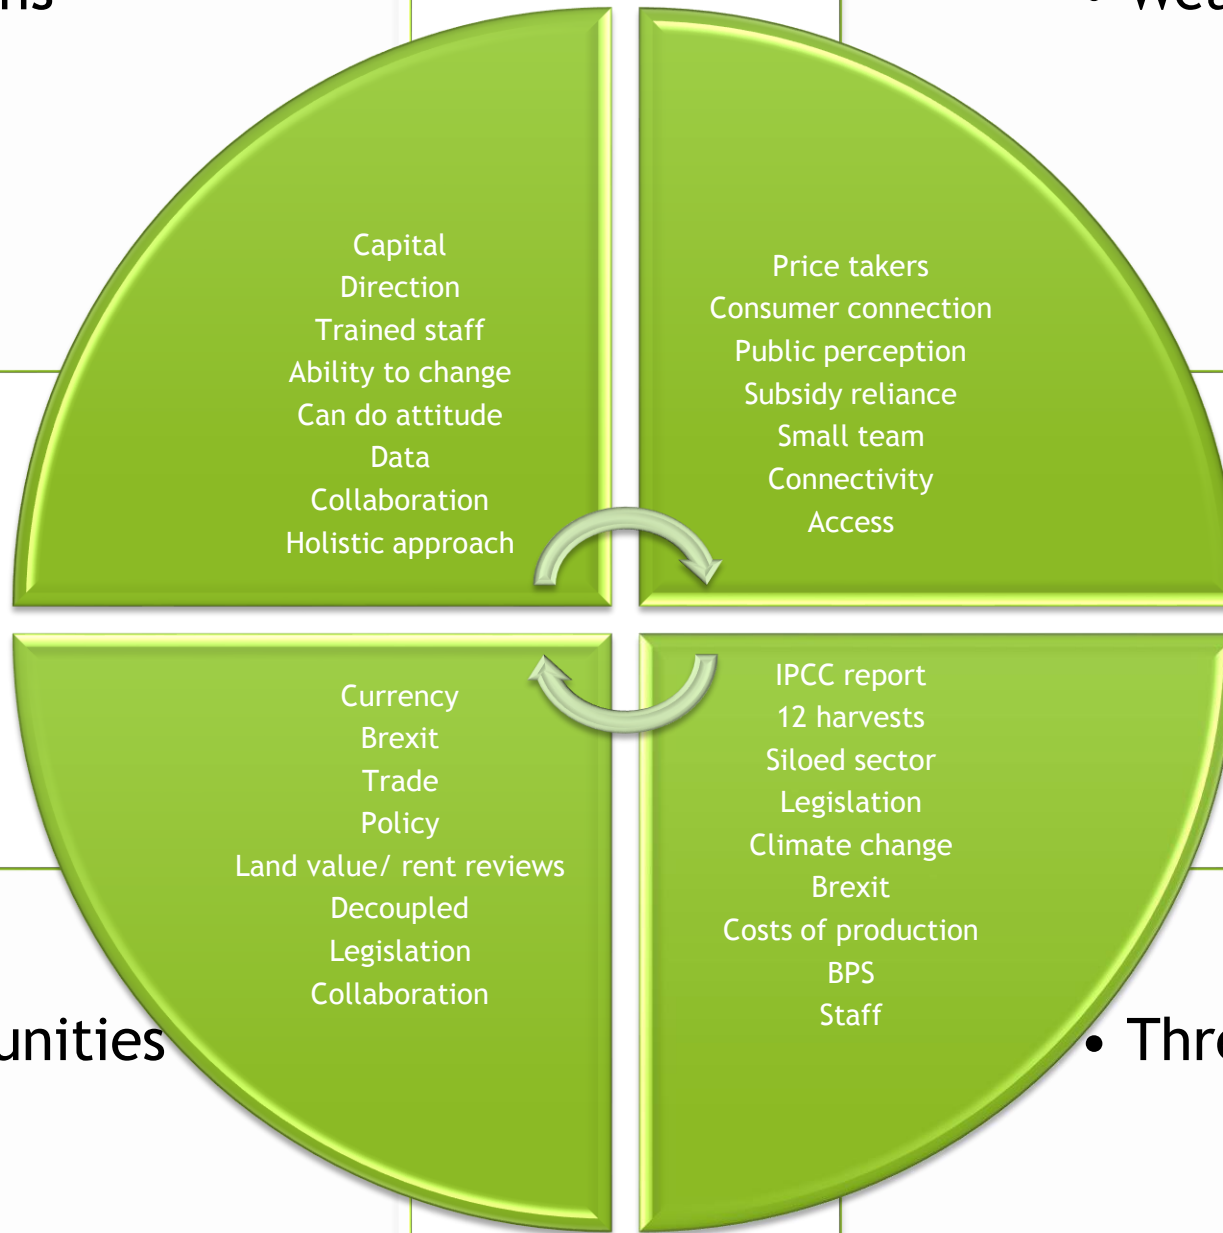 Capital
Direction
Trained staff
Ability to change
Can do attitude
Data
Collaboration
Holistic approach
Price takers
Consumer connection
Public perception
Subsidy reliance
Small team
Connectivity
Access
Currency
Brexit
Trade
Policy
Land value/ rent reviews
Decoupled
Legislation
Collaboration
IPCC report
12 harvests
Siloed sector
Legislation
Climate change
Brexit
Costs of production
BPS
Staff
unities
• Thre